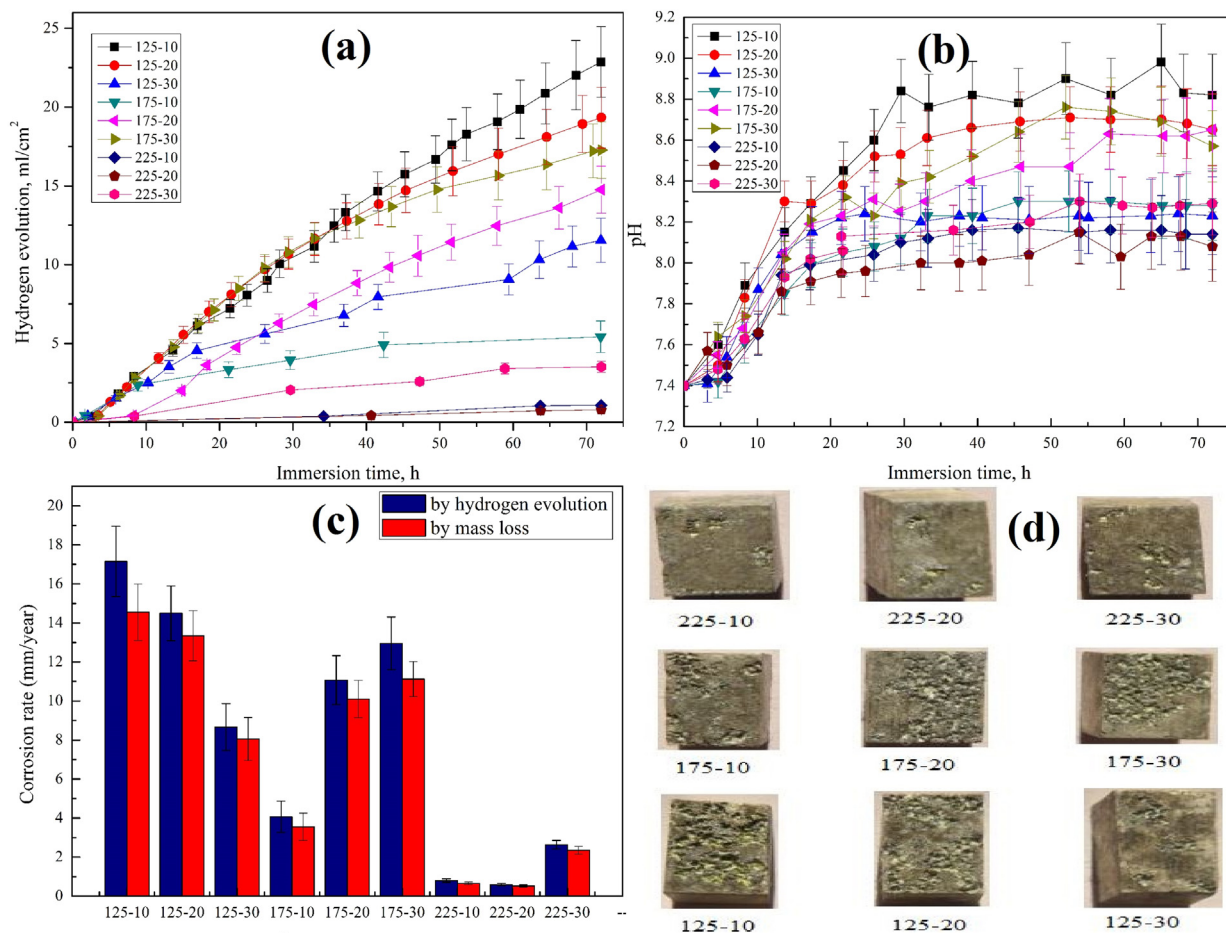 (a)
Hydrogen evolution, ml/cm²
25
20
15
10
5
0
125-10
125-20
125-30
175-10
175-20
175-30
225-10
225-20
225-30
0 10 20 30 40 50 60 70
Immersion time, h
(b)
pH
9.2
9.0
8.8
8.6
8.4
8.2
8.0
7.8
7.6
7.4
7.2
125-10
125-20
125-30
175-10
175-20
175-30
225-10
225-20
225-30
0 10 20 30 40 50 60 70
Immersion time, h
(c)
Corrosion rate (mm/year)
20
18
16
14
12
10
8
6
4
2
0
by hydrogen evolution
by mass loss
125-10 125-20 125-30 175-10 175-20 175-30 225-10 225-20 225-30 --
(d)
225-10 225-20 225-30
175-10 175-20 175-30
125-10 125-20 125-30